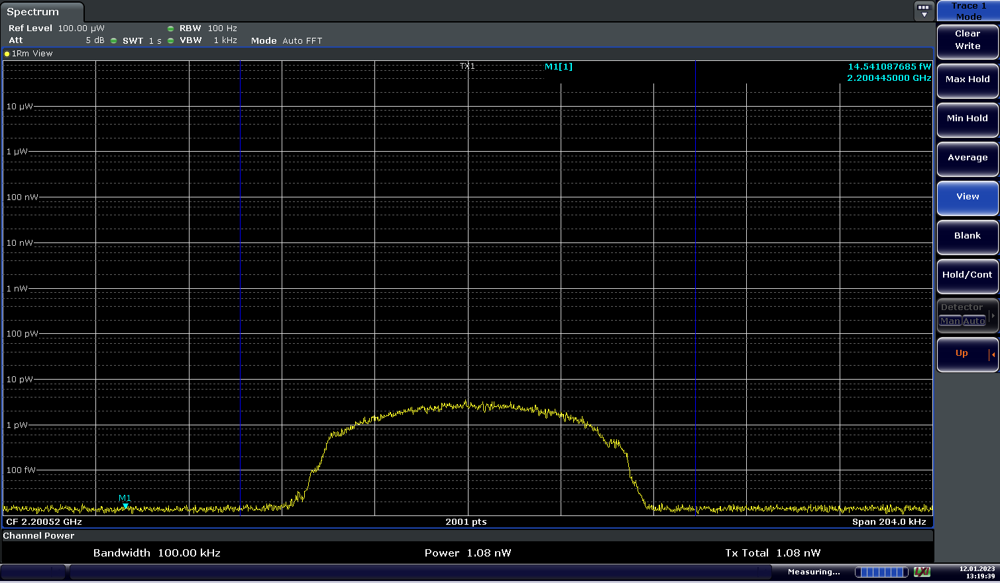 Spectrum
Ref Level 100.00 µW RBW 100 Hz
Att 5 dB SWT 1 s VBW 1 kHz Mode Auto FFT
1Rm View
TX1 M1[1] 14.541087685 fW
2.200445000 GHz
10 µW
1 µW
100 nW
10 nW
1 nW
100 pW
10 pW
1 pW
100 fW
M1
CF 2.20052 GHz 2001 pts Span 204.0 kHz
Channel Power
Bandwidth 100.00 kHz Power 1.08 nW Tx Total 1.08 nW
Measuring... LXI 12.01.2023
13:19:39
Trace 1
Mode
Clear
Write
Max Hold
Min Hold
Average
View
Blank
Hold/Cont
Detector
Man Auto
Up